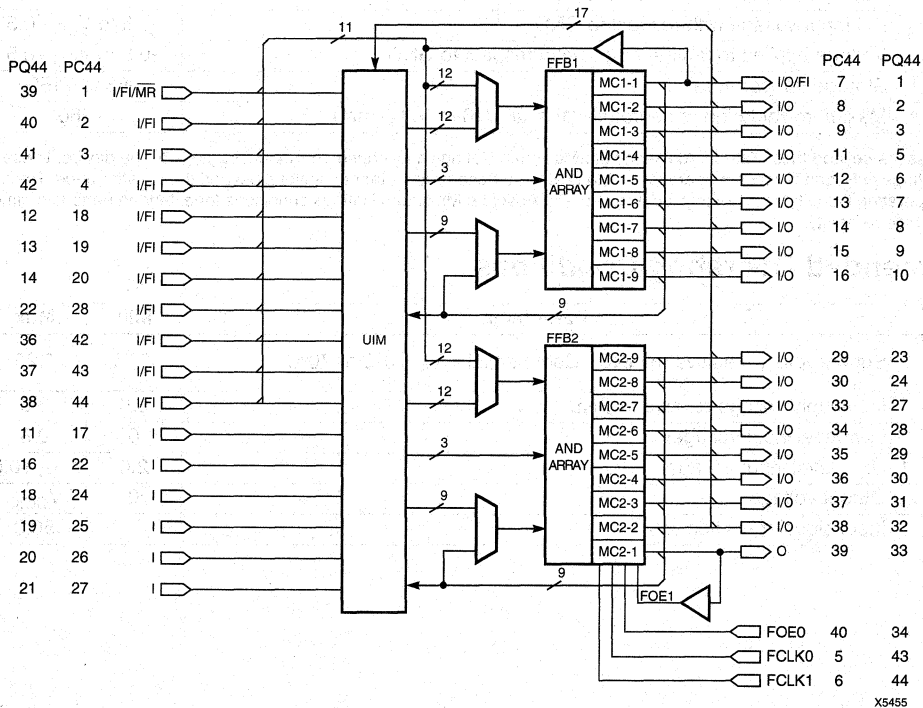 9 17
11
PQ44 PC44 FFB1 PC44 PQ44
39 1 I/FI/MR 12 MC1-1 I/O/FI 7 1
40 2 I/FI 12 MC1-2 I/O 8 2
41 3 I/FI MC1-3 I/O 9 3
42 4 I/FI 3 AND ARRAY MC1-4 I/O 11 5
MC1-5 I/O 12 6
12 18 I/FI 9 MC1-6 I/O 13 7
13 19 I/FI MC1-7 I/O 14 8
14 20 I/FI MC1-8 I/O 15 9
MC1-9 I/O 16 10
22 28 I/FI 9
36 42 I/FI UIM FFB2
37 43 I/FI 12 MC2-9 I/O 29 23
MC2-8 I/O 30 24
38 44 I/FI 12 MC2-7 I/O 33 27
11 17 I MC2-6 I/O 34 28
16 22 I 3 AND ARRAY MC2-5 I/O 35 29
MC2-4 I/O 36 30
18 24 I 9 MC2-3 I/O 37 31
19 25 I MC2-2 I/O 38 32
20 26 I MC2-1 O 39 33
21 27 I 9
FOE1
FOE0 40 34
FCLK0 5 43
FCLK1 6 44
X5455